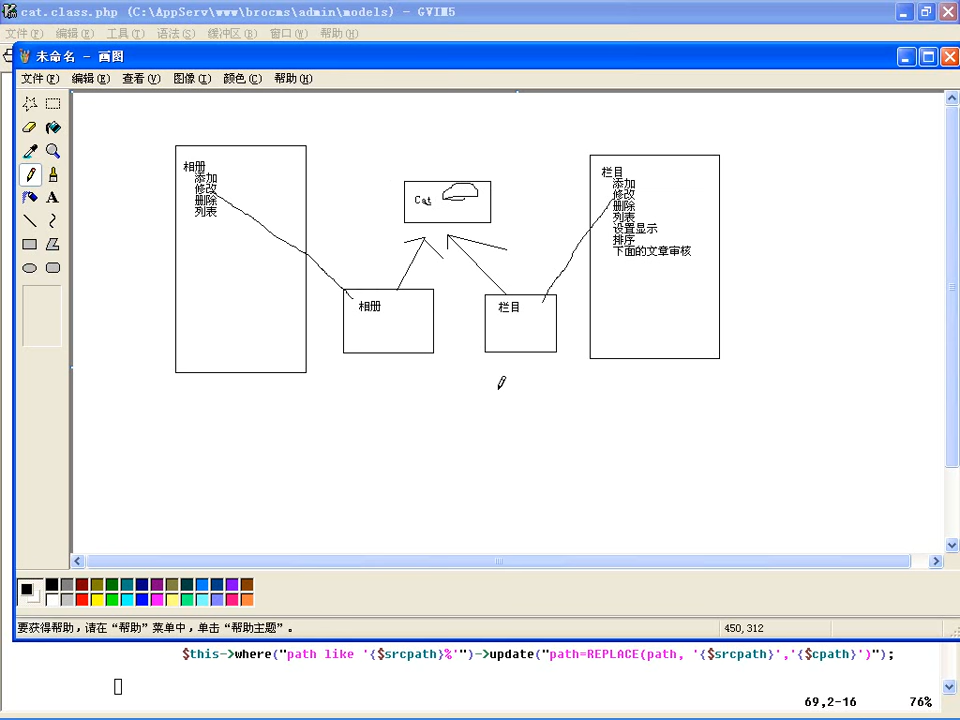 cat.class.php (C:\AppServ\www\brocms\admin\models) - GVIM5
文件(F) 编辑(E) 工具(T) 语法(S) 缓冲区(B) 窗口(W) 帮助(H)
未命名 - 画图
文件(F) 编辑(E) 查看(V) 图像(I) 颜色(C) 帮助(H)
相册
添加
修改
删除
列表
Cat
相册
栏目
栏目
添加
修改
删除
列表
设置显示
排序
下面的文章审核
要获得帮助，请在“帮助”菜单中，单击“帮助主题”。
450,312
$this->where("path like '{$srcpath}%'")->update("path=REPLACE(path, '{$srcpath}','{$cpath}')");
69,2-16 76%